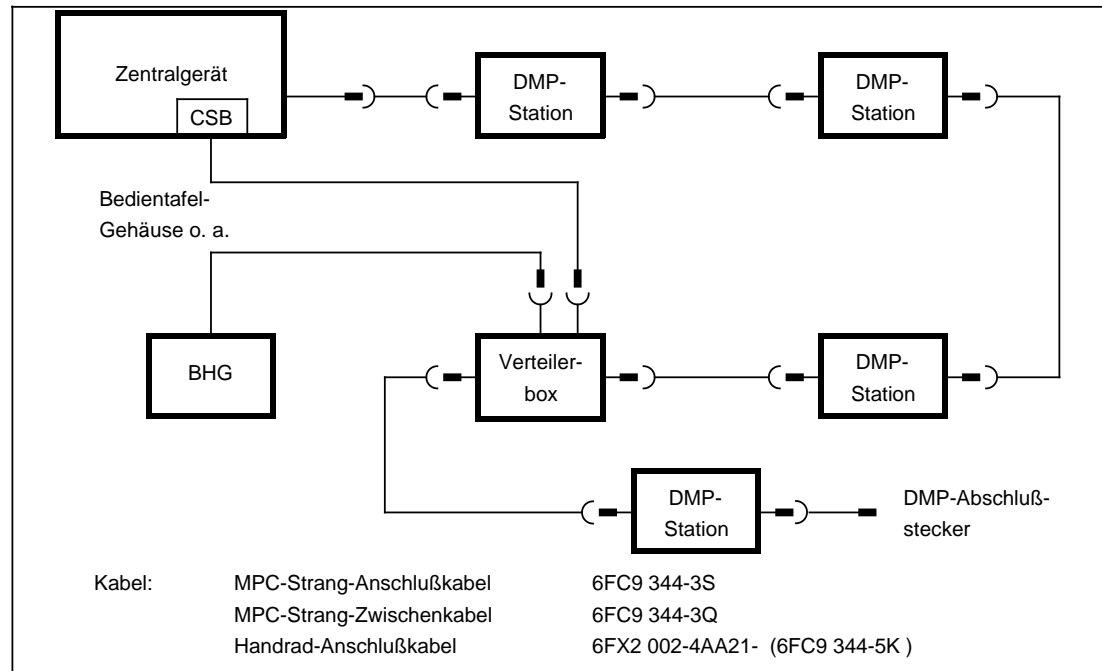 Zentralgerät
CSB
DMP-
Station
DMP-
Station
Bedientafel-
Gehäuse o. a.
BHG
Verteiler-
box
DMP-
Station
DMP-
Station
DMP-Abschluß-
stecker
Kabel: MPC-Strang-Anschlußkabel 6FC9 344-3S
MPC-Strang-Zwischenkabel 6FC9 344-3Q
Handrad-Anschlußkabel 6FX2 002-4AA21- (6FC9 344-5K )